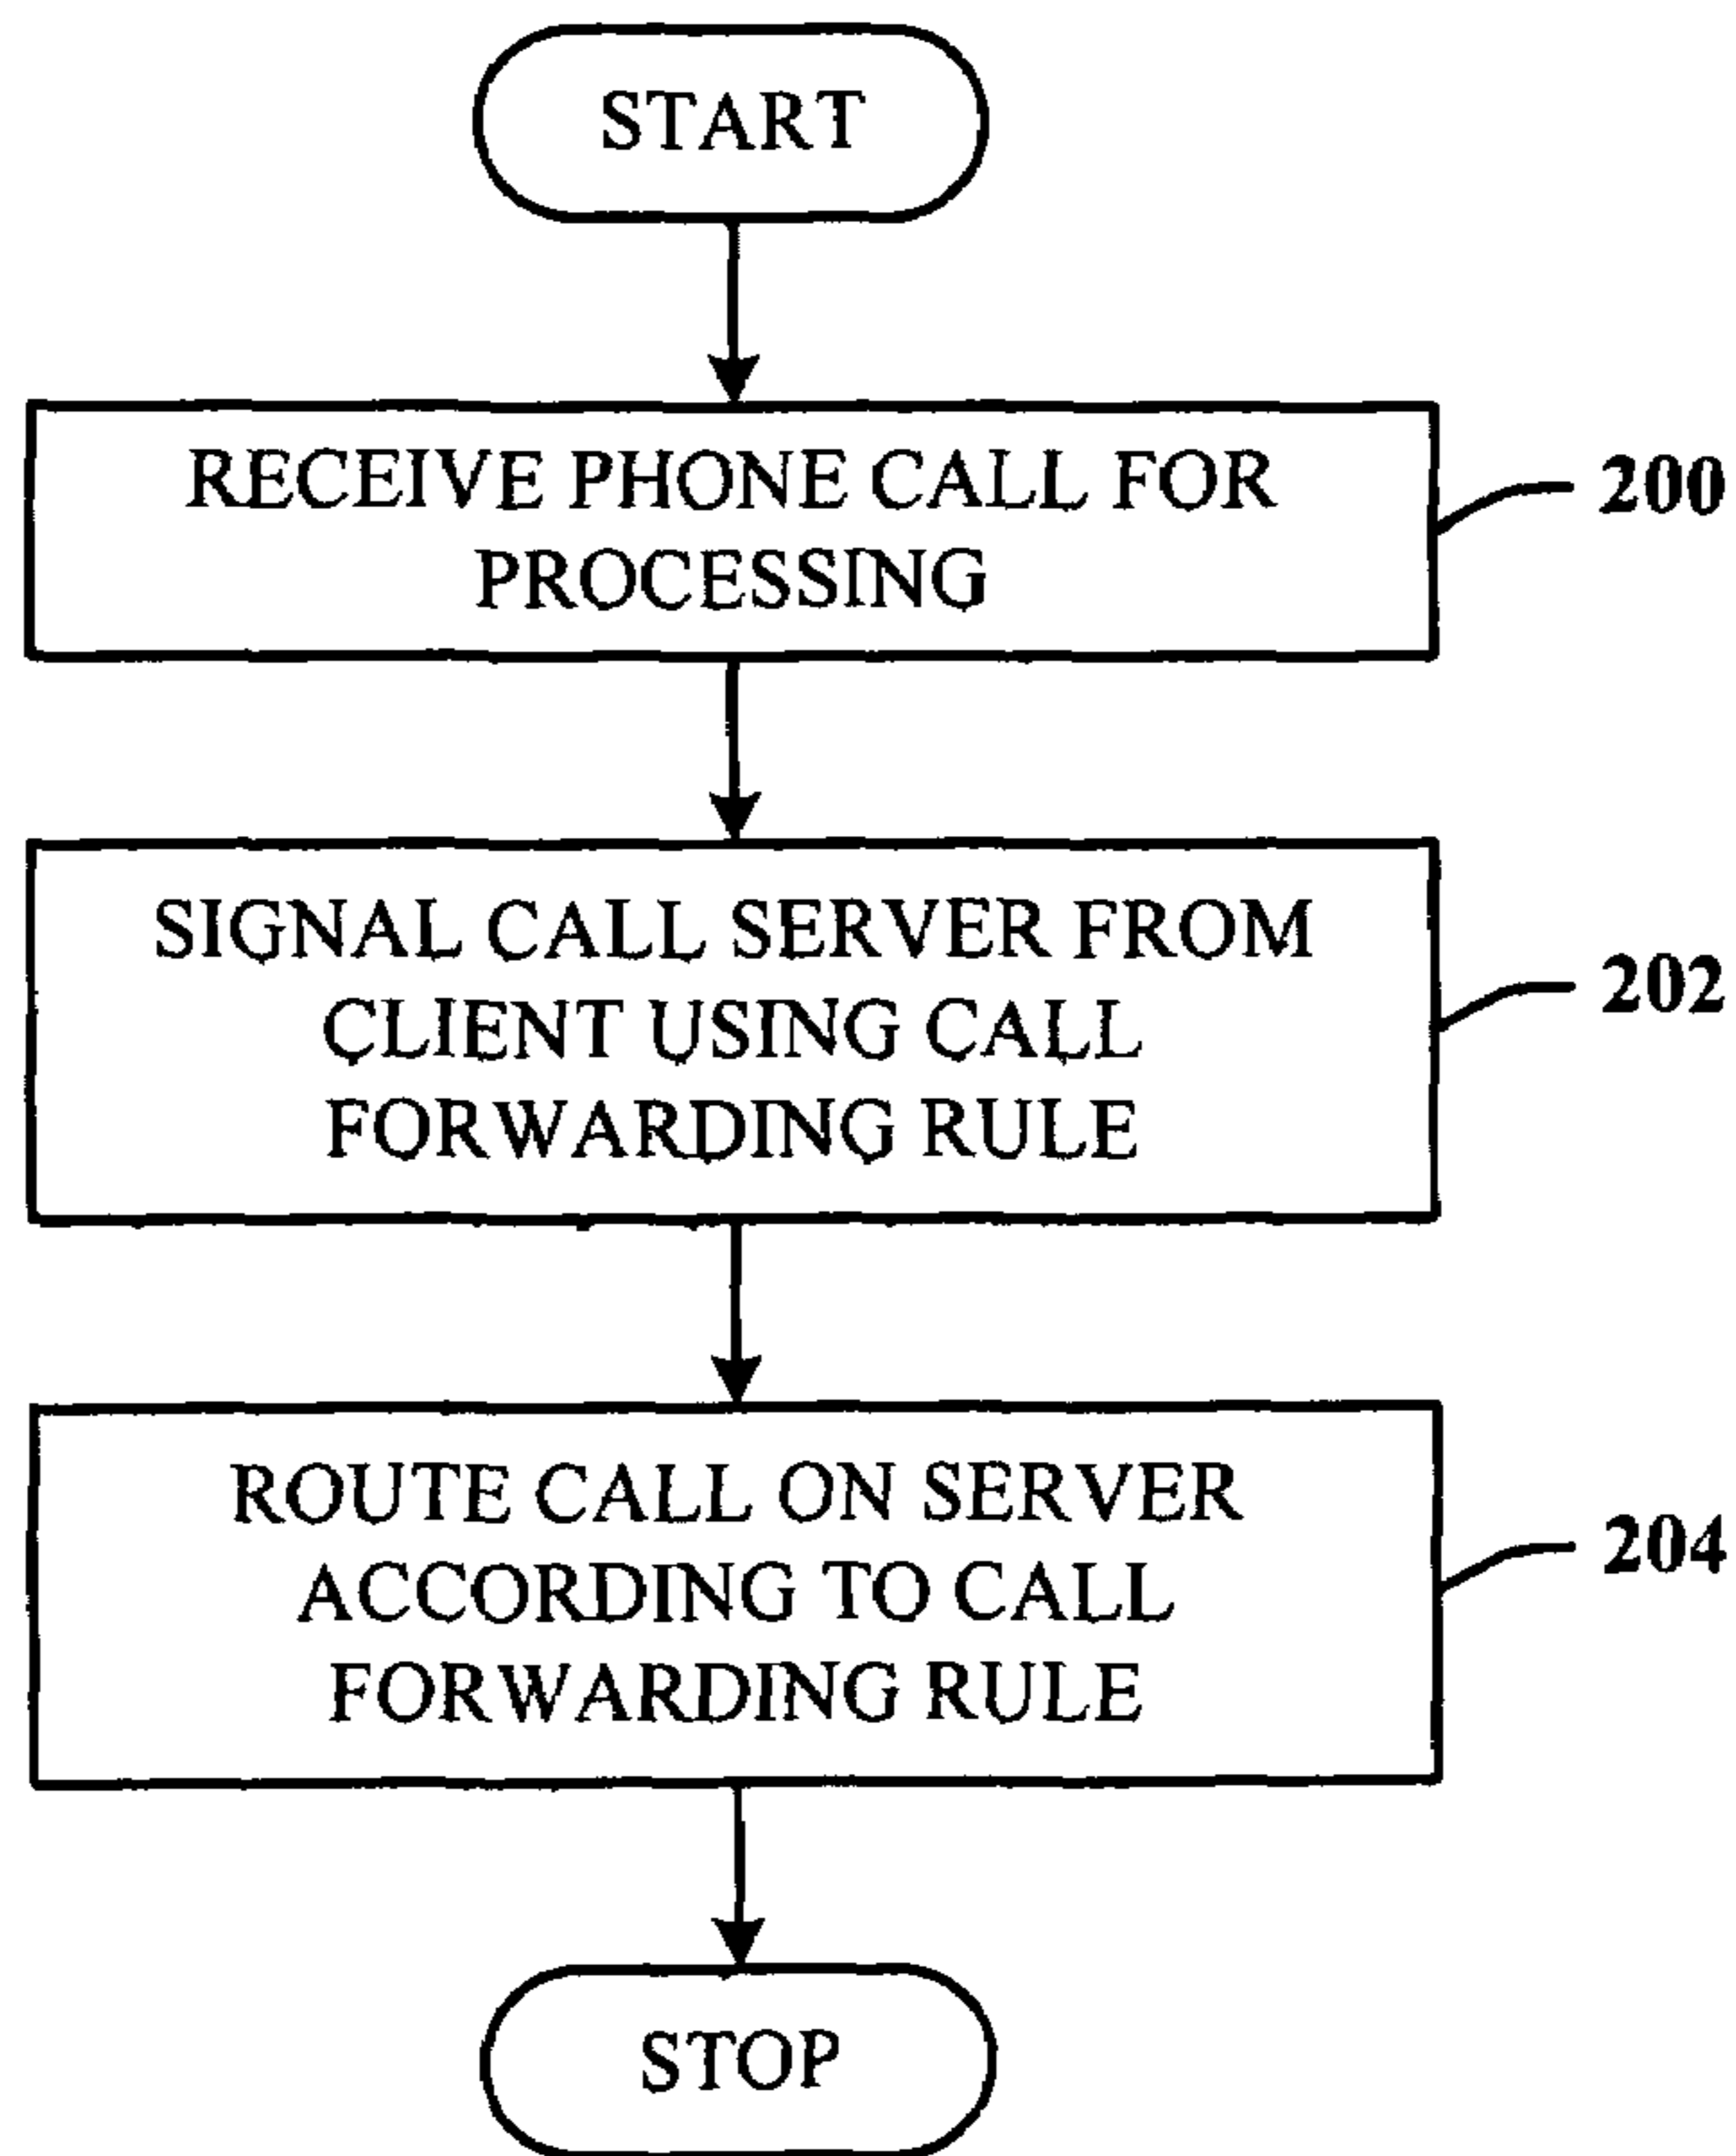 START
RECEIVE PHONE CALL FOR
PROCESSING
200
SIGNAL CALL SERVER FROM
CLIENT USING CALL
FORWARDING RULE
202
ROUTE CALL ON SERVER
ACCORDING TO CALL
FORWARDING RULE
204
STOP